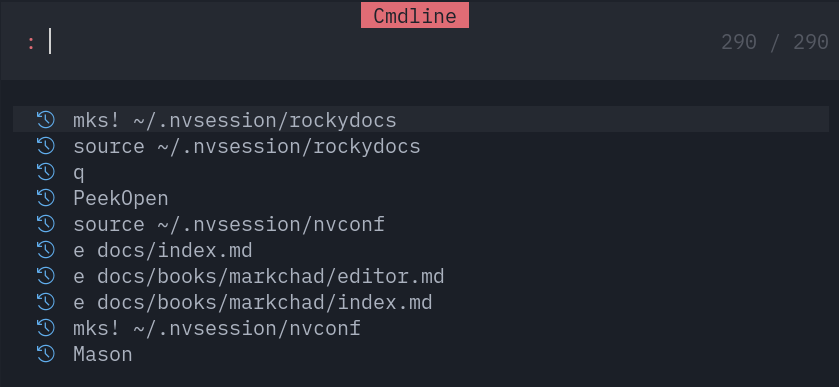 Cmdline
: 290 / 290
mks! ~/.nvsession/rockydocs
source ~/.nvsession/rockydocs
q
PeekOpen
source ~/.nvsession/nvconf
e docs/index.md
e docs/books/markchad/editor.md
e docs/books/markchad/index.md
mks! ~/.nvsession/nvconf
Mason